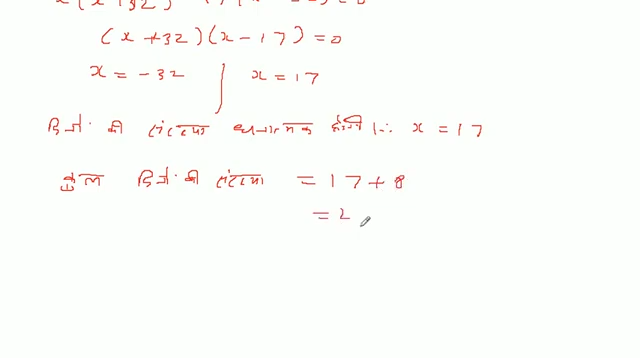 (x + 32)(x - 17) = 0
x = -32 | x = 17
दिनों की संख्या धनात्मक होगी ∴ x = 17
कुल दिनों की संख्या = 17 + 8
= 2